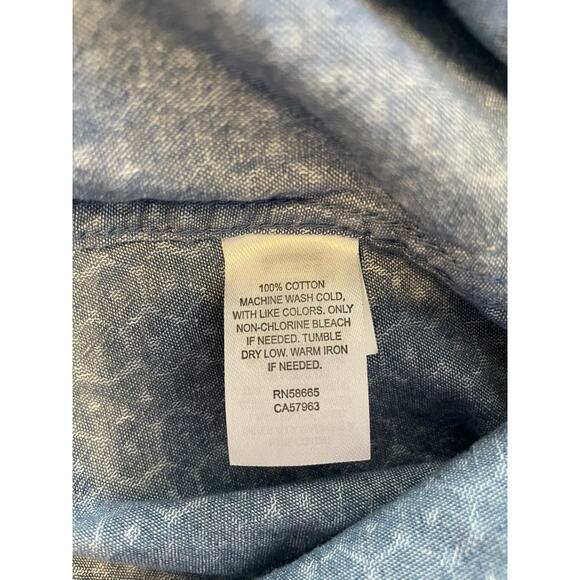 100% COTTON
MACHINE WASH COLD,
WITH LIKE COLORS. ONLY
NON-CHLORINE BLEACH
IF NEEDED. TUMBLE
DRY LOW. WARM IRON
IF NEEDED.
RN58665
CA57963